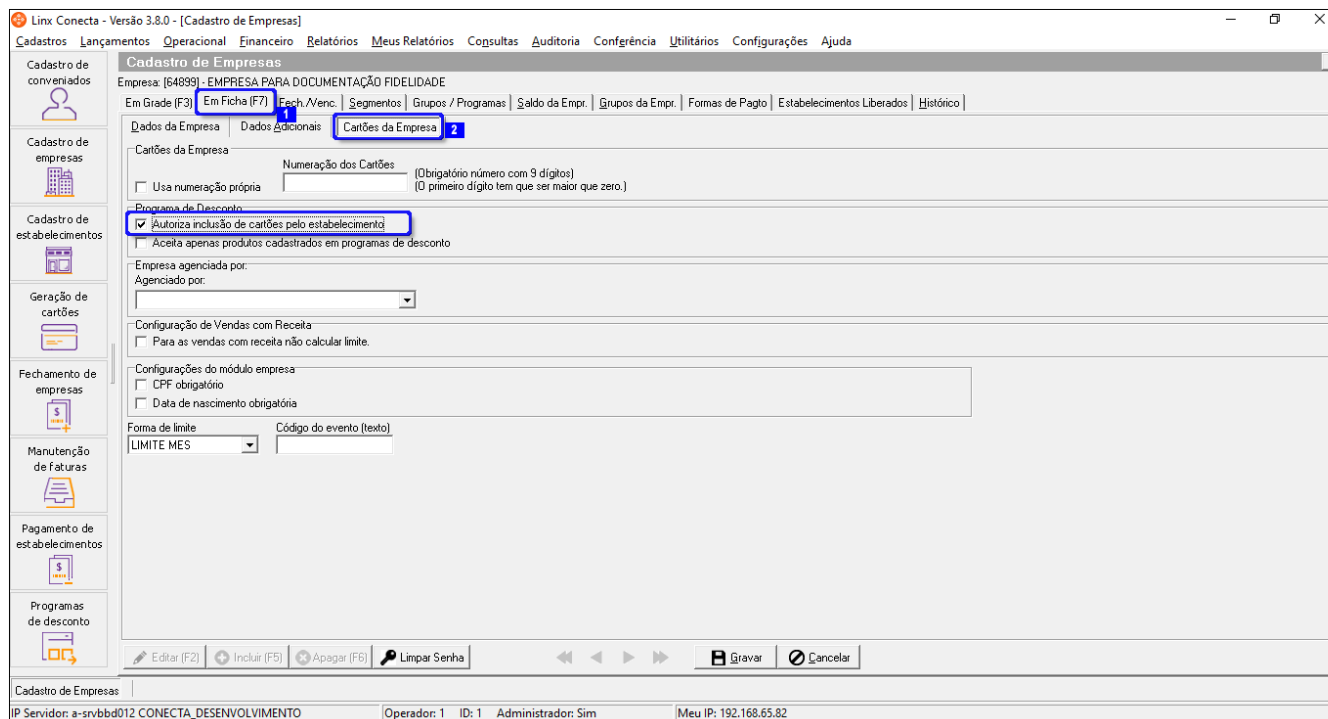 Linx Conecta - Versão 3.8.0 - [Cadastro de Empresas]
Cadastros Lançamentos Operacional Financeiro Relatórios Meus Relatórios Consultas Auditoria Conferência Utilitários Configurações Ajuda
Cadastro de
conveniados
Cadastro de
empresas
Cadastro de
estabelecimentos
Geração de
cartões
Fechamento de
empresas
Manutenção
de faturas
Pagamento de
estabelecimentos
Programas
de desconto
Cadastro de Empresas
Empresa: [64899] - EMPRESA PARA DOCUMENTAÇÃO FIDELIDADE
Em Grade (F3) Em Ficha (F7) Fech./Venc. Segmentos Grupos / Programas Saldo da Empr. Grupos da Empr. Formas de Pagto Estabelecimentos Liberados Histórico
1
Dados da Empresa Dados Adicionais Cartões da Empresa 2
Cartões da Empresa
Numeração dos Cartões
(Obrigatório número com 9 dígitos)
Usa numeração própria (O primeiro dígito tem que ser maior que zero.)
Programa de Desconto
Autoriza inclusão de cartões pelo estabelecimento
Aceita apenas produtos cadastrados em programas de desconto
Empresa agenciada por:
Agenciado por:
Configuração de Vendas com Receita
Para as vendas com receita não calcular limite.
Configurações do módulo empresa
CPF obrigatório
Data de nascimento obrigatória
Forma de limite Código do evento (texto)
LIMITE MES
Editar (F2) Incluir (F5) Apagar (F6) Limpar Senha Gravar Cancelar
Cadastro de Empresas
IP Servidor: a-srvbbd012 CONECTA_DESENVOLVIMENTO Operador: 1 ID: 1 Administrador: Sim Meu IP: 192.168.65.82